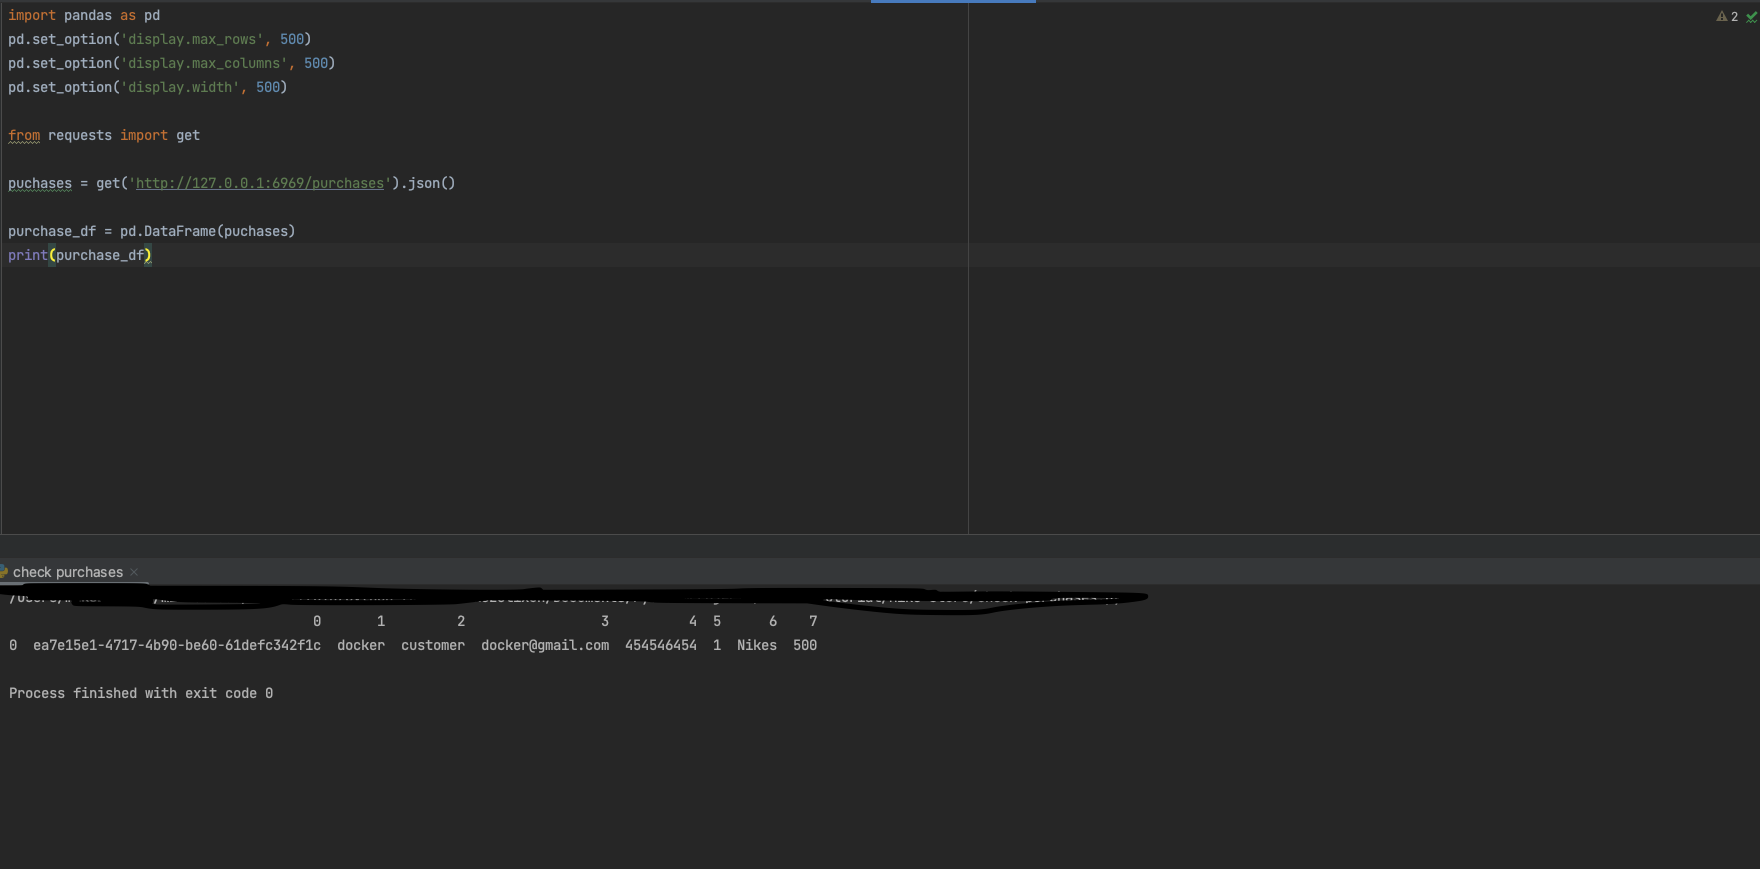 import pandas as pd
pd.set_option('display.max_rows', 500)
pd.set_option('display.max_columns', 500)
pd.set_option('display.width', 500)
from requests import get
puchases = get('http://127.0.0.1:6969/purchases').json()
purchase_df = pd.DataFrame(puchases)
print(purchase_df)
2
check purchases
0 1 2 3 4 5 6 7
0 ea7e15e1-4717-4b90-be60-61defc342f1c docker customer docker@gmail.com 454546454 1 Nikes 500
Process finished with exit code 0